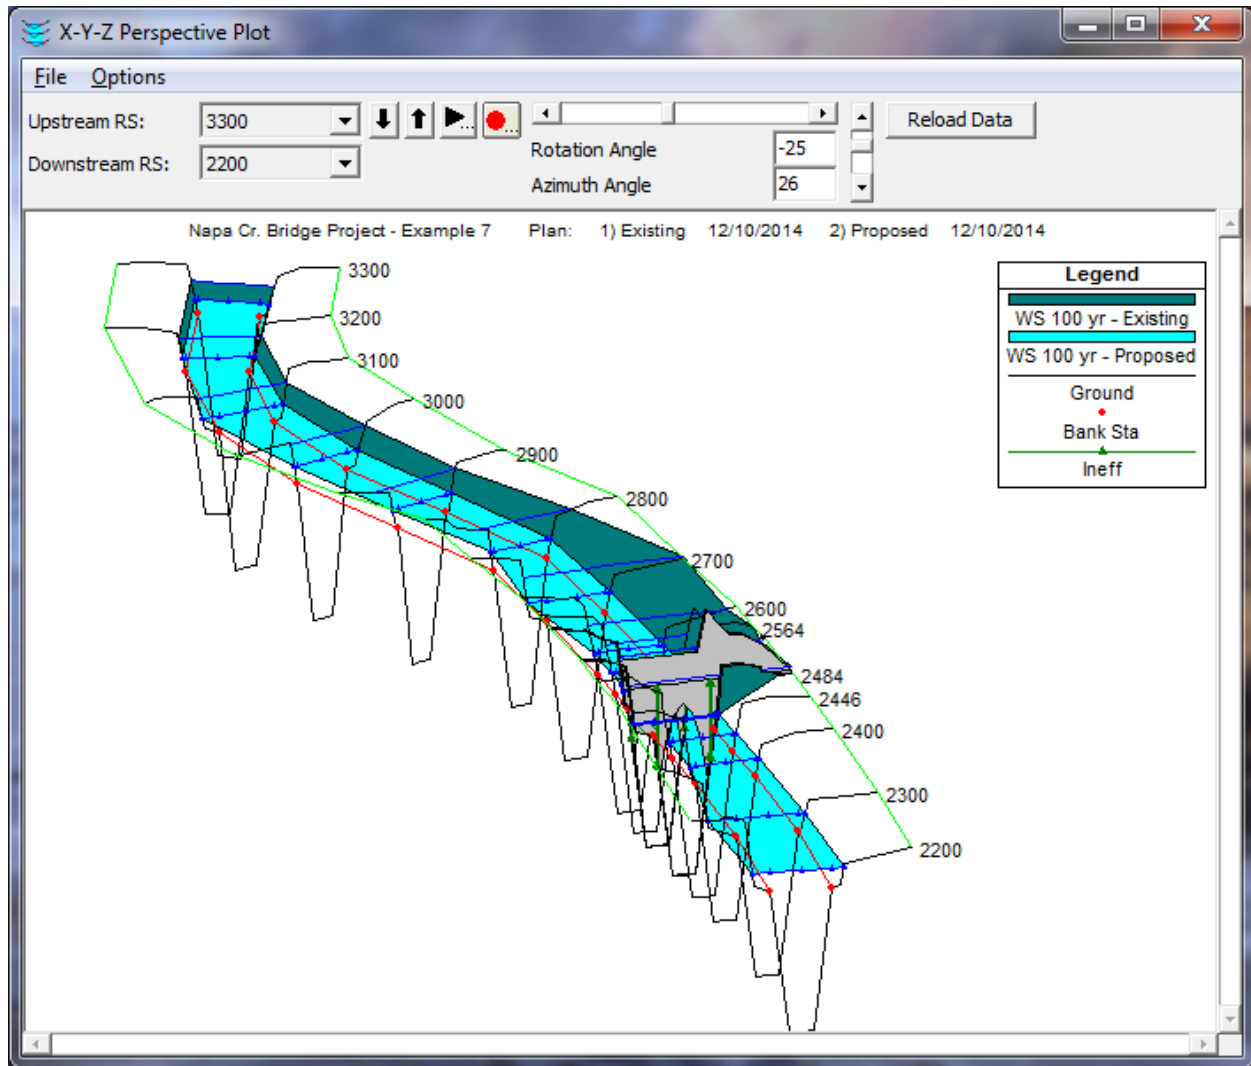 X-Y-Z Perspective Plot
File Options
Upstream RS: 3300
Downstream RS: 2200
Rotation Angle -25
Azimuth Angle 26
Reload Data
Napa Cr. Bridge Project - Example 7 Plan: 1) Existing 12/10/2014 2) Proposed 12/10/2014
Legend
WS 100 yr - Existing
WS 100 yr - Proposed
Ground
Bank Sta
Ineff
3300
3200
3100
3000
2900
2800
2700
2600
2564
2484
2446
2400
2300
2200